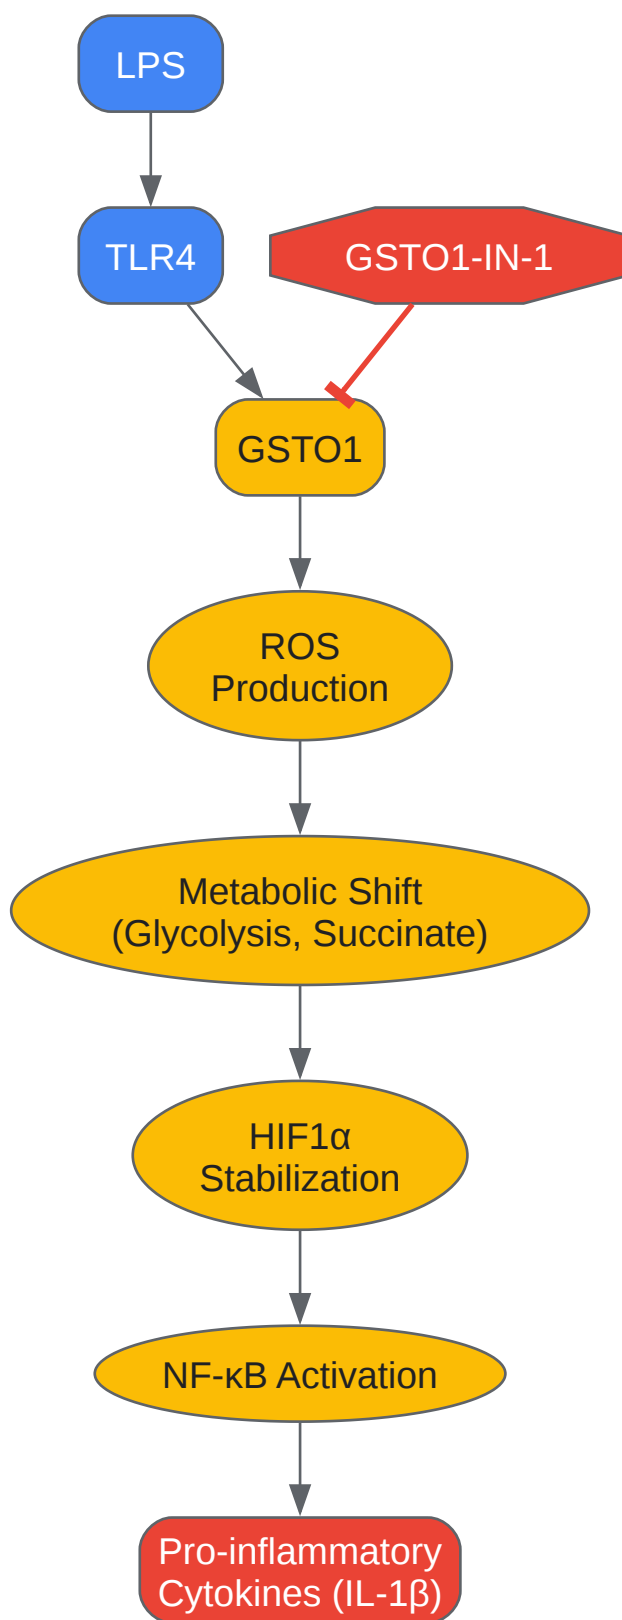 LPS
TLR4
GSTO1-IN-1
GSTO1
ROS
Production
Metabolic Shift
(Glycolysis, Succinate)
HIF1α
Stabilization
NF-κB Activation
Pro-inflammatory
Cytokines (IL-1β)